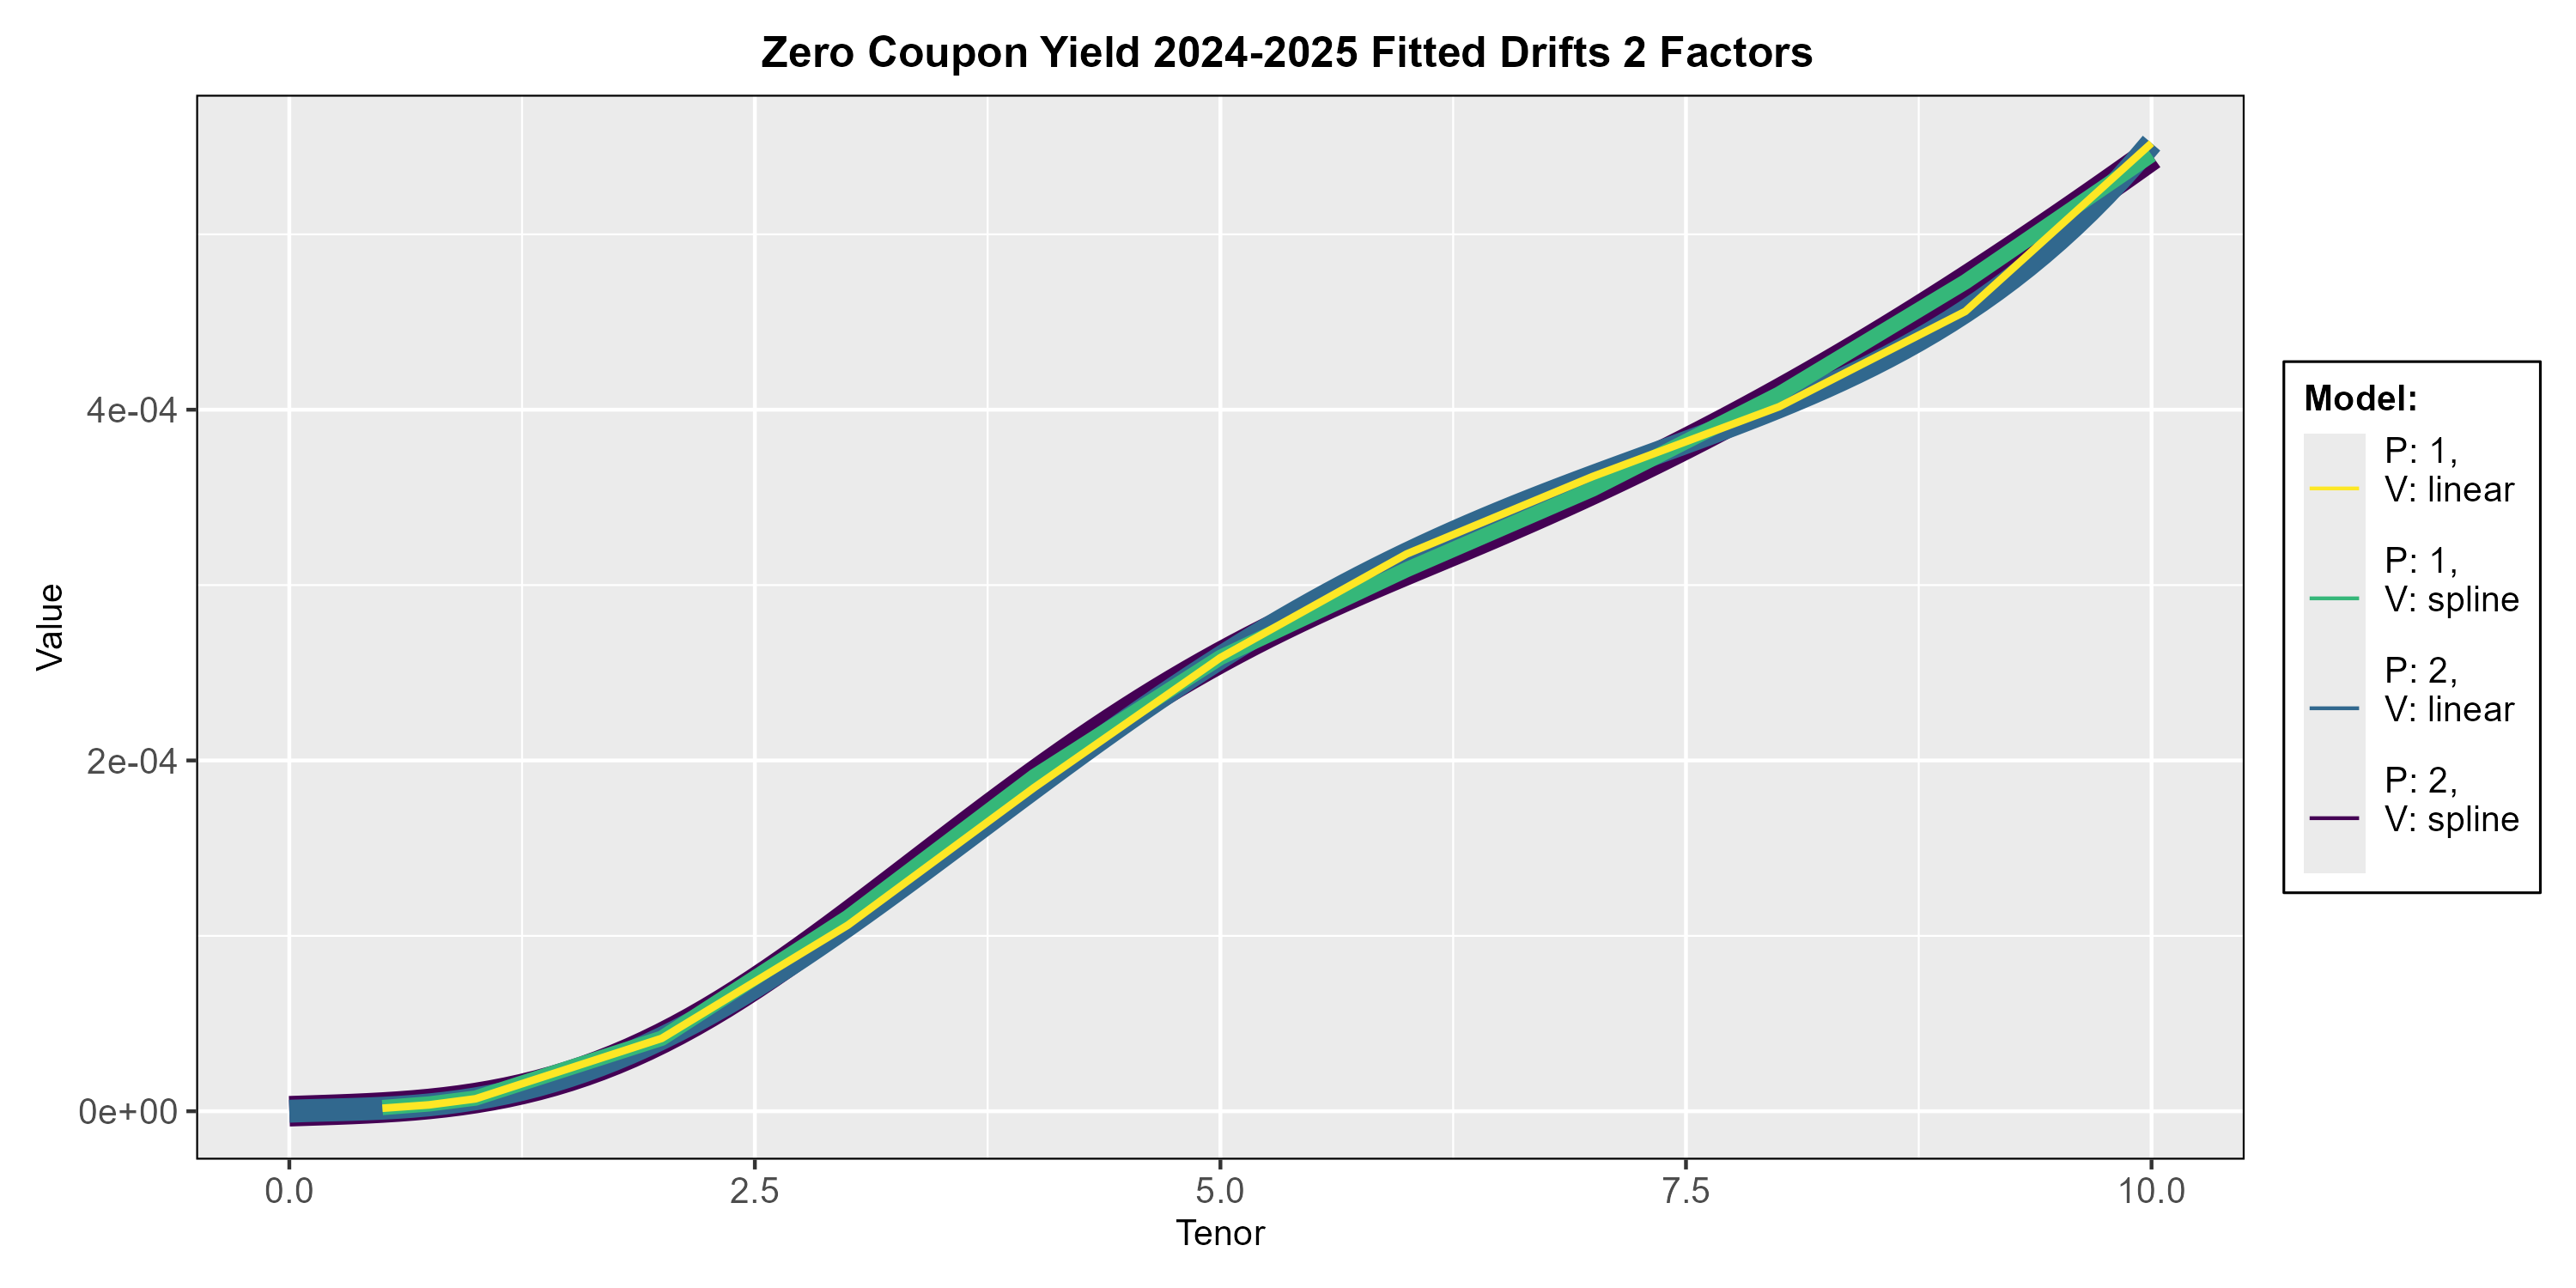 Zero Coupon Yield 2024-2025 Fitted Drifts 2 Factors
Value
4e-04
2e-04
0e+00
0.0
2.5
5.0
7.5
10.0
Tenor
Model:
P: 1,
V: linear
P: 1,
V: spline
P: 2,
V: linear
P: 2,
V: spline